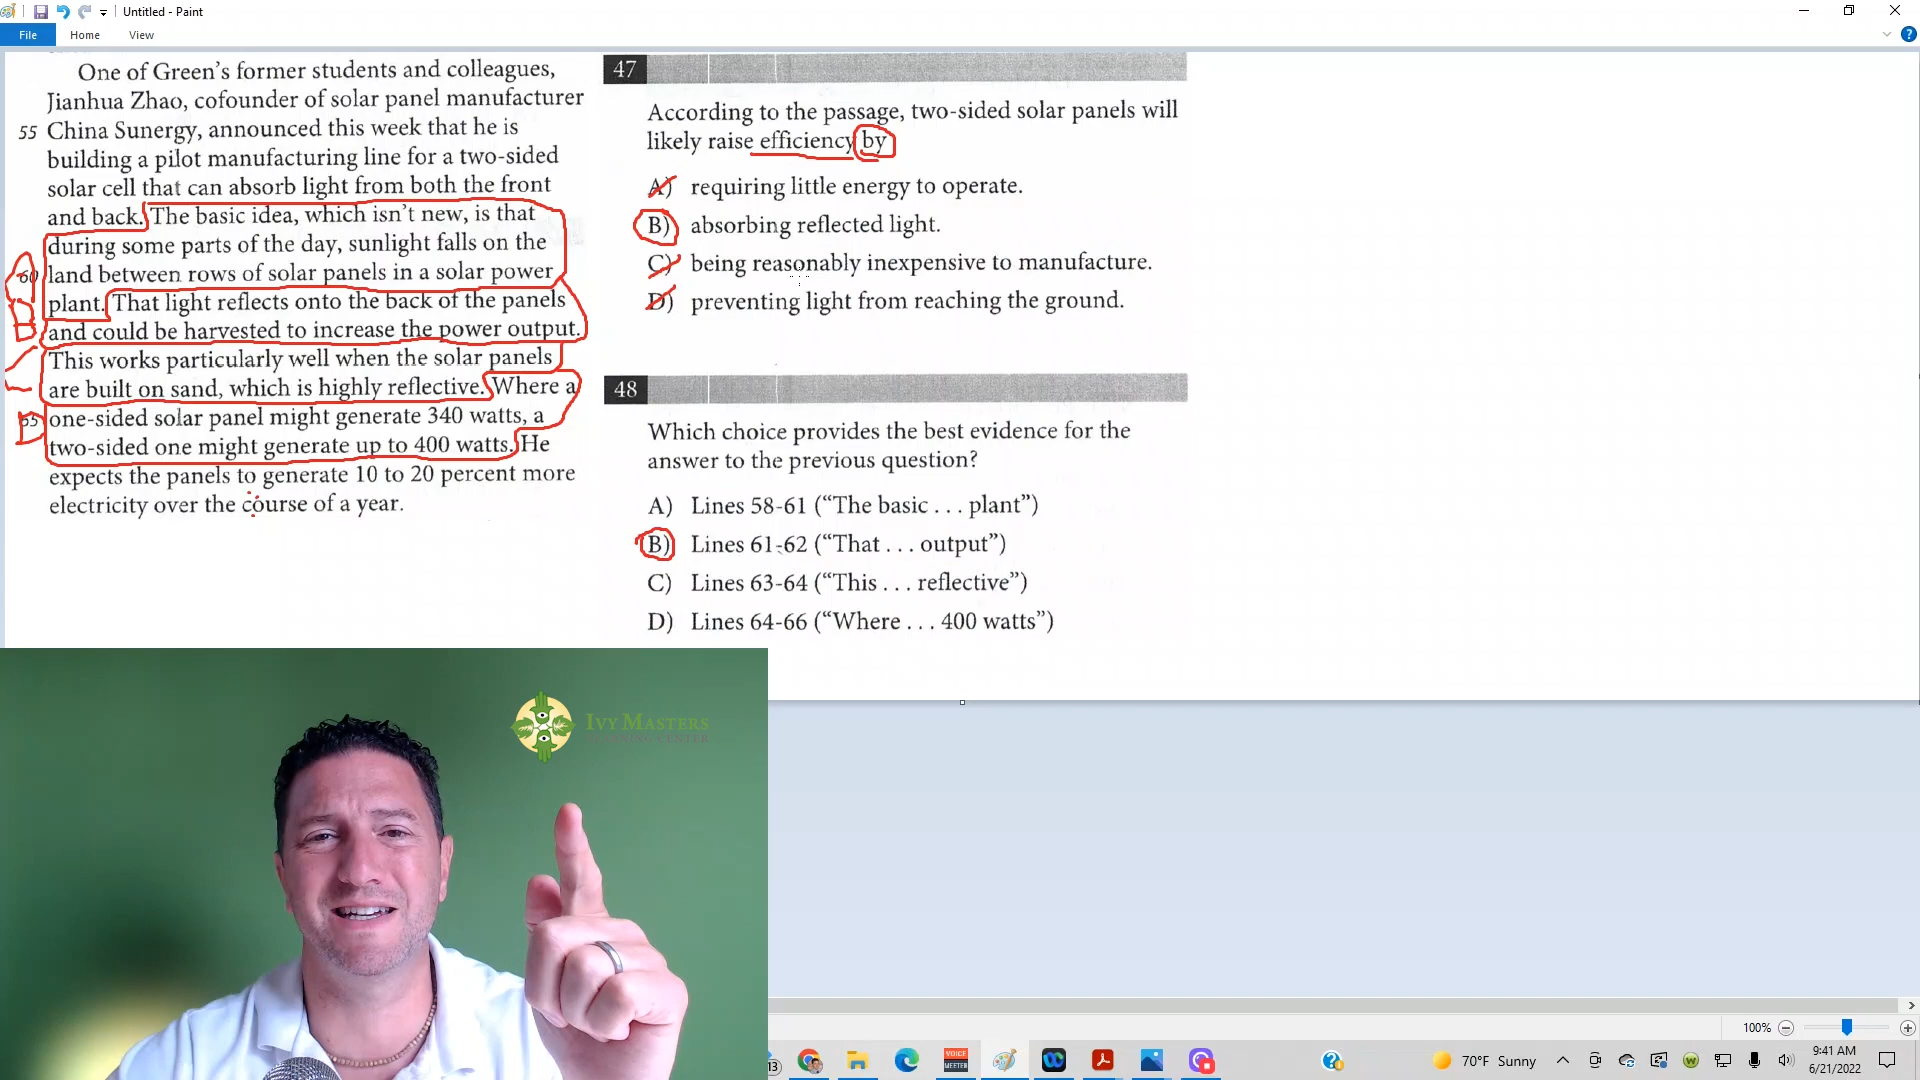 Untitled - Paint
File
Home
View
One of Green's former students and colleagues,
Jianhua Zhao, cofounder of solar panel manufacturer
55 China Sunergy, announced this week that he is
building a pilot manufacturing line for a two-sided
solar cell that can absorb light from both the front
and back. The basic idea, which isn't new, is that
during some parts of the day, sunlight falls on the
60 land between rows of solar panels in a solar power
plant. That light reflects onto the back of the panels
and could be harvested to increase the power output.
This works particularly well when the solar panels
are built on sand, which is highly reflective. Where a
65 one-sided solar panel might generate 340 watts, a
two-sided one might generate up to 400 watts. He
expects the panels to generate 10 to 20 percent more
electricity over the course of a year.
A
B
C
D
47
According to the passage, two-sided solar panels will
likely raise efficiency by
A) requiring little energy to operate.
B) absorbing reflected light.
C) being reasonably inexpensive to manufacture.
D) preventing light from reaching the ground.
48
Which choice provides the best evidence for the
answer to the previous question?
A) Lines 58-61 (“The basic . . . plant”)
B) Lines 61-62 (“That . . . output”)
C) Lines 63-64 (“This . . . reflective”)
D) Lines 64-66 (“Where . . . 400 watts”)
IVY MASTERS
LEARNING CENTER
100%
13
VOICE
MEETER
70°F Sunny
9:41 AM
6/21/2022